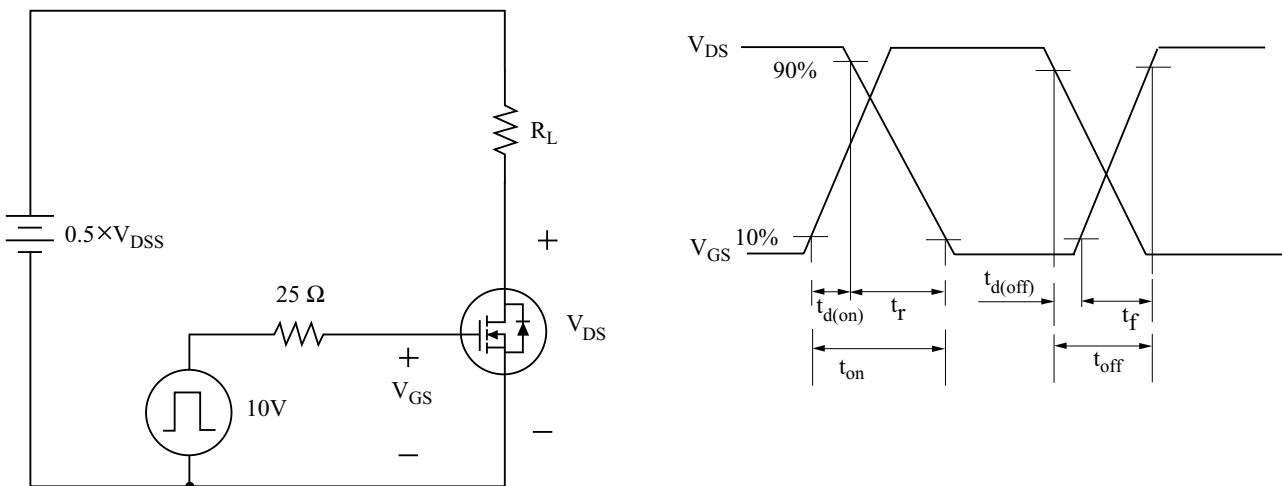 R_L
0.5×V_DSS
+
25 Ω
V_DS
+
V_GS
10V
−
−
V_DS
90%
V_GS 10%
t_d(on)
t_r
t_on
t_d(off)
t_f
t_off